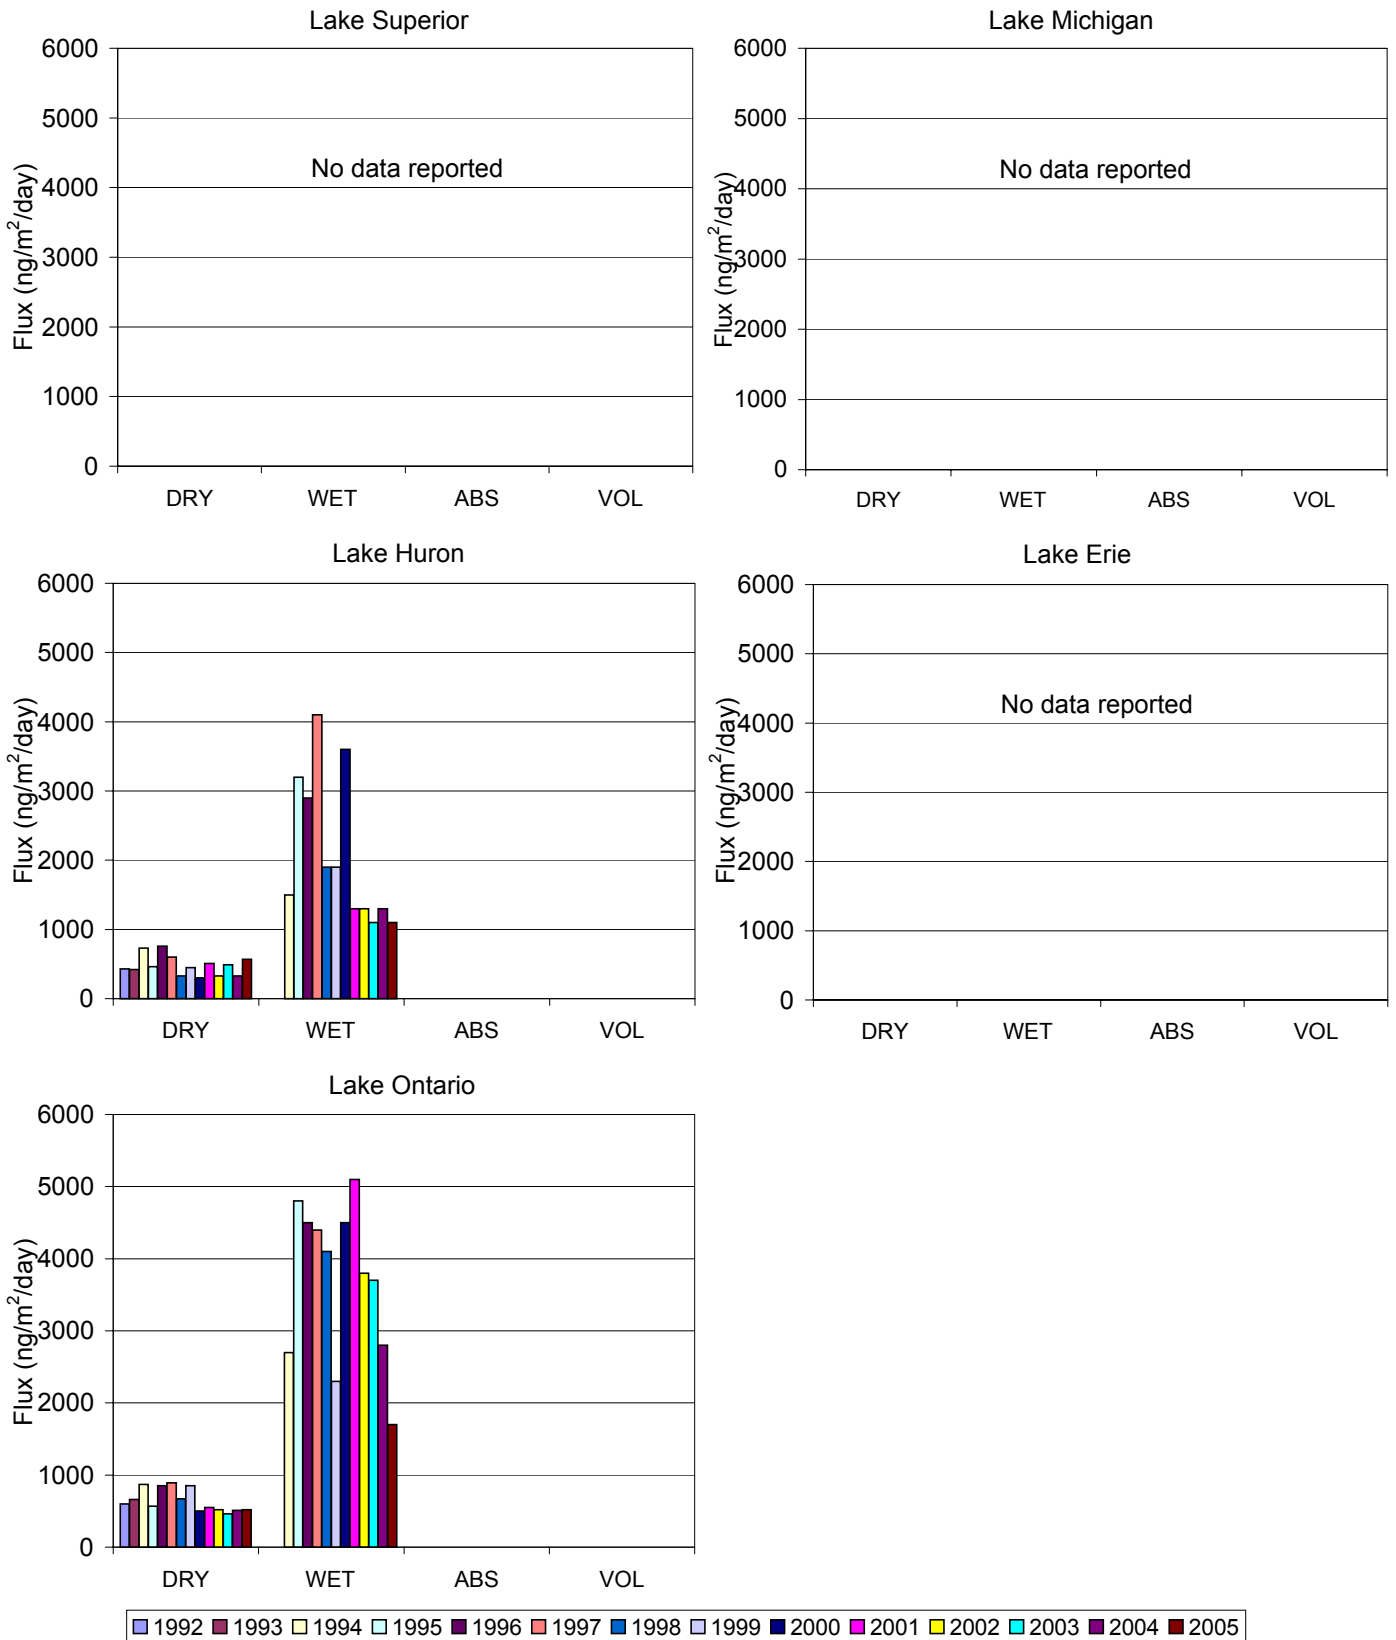 Lake Superior
6000
5000
4000
3000
2000
1000
0
Flux (ng/m²/day)
No data reported
DRY WET ABS VOL
Lake Michigan
6000
5000
4000
3000
2000
1000
0
Flux (ng/m²/day)
No data reported
DRY WET ABS VOL
Lake Huron
6000
5000
4000
3000
2000
1000
0
Flux (ng/m²/day)
DRY WET ABS VOL
Lake Erie
6000
5000
4000
3000
2000
1000
0
Flux (ng/m²/day)
No data reported
DRY WET ABS VOL
Lake Ontario
6000
5000
4000
3000
2000
1000
0
Flux (ng/m²/day)
DRY WET ABS VOL
1992 1993 1994 1995 1996 1997 1998 1999 2000 2001 2002 2003 2004 2005